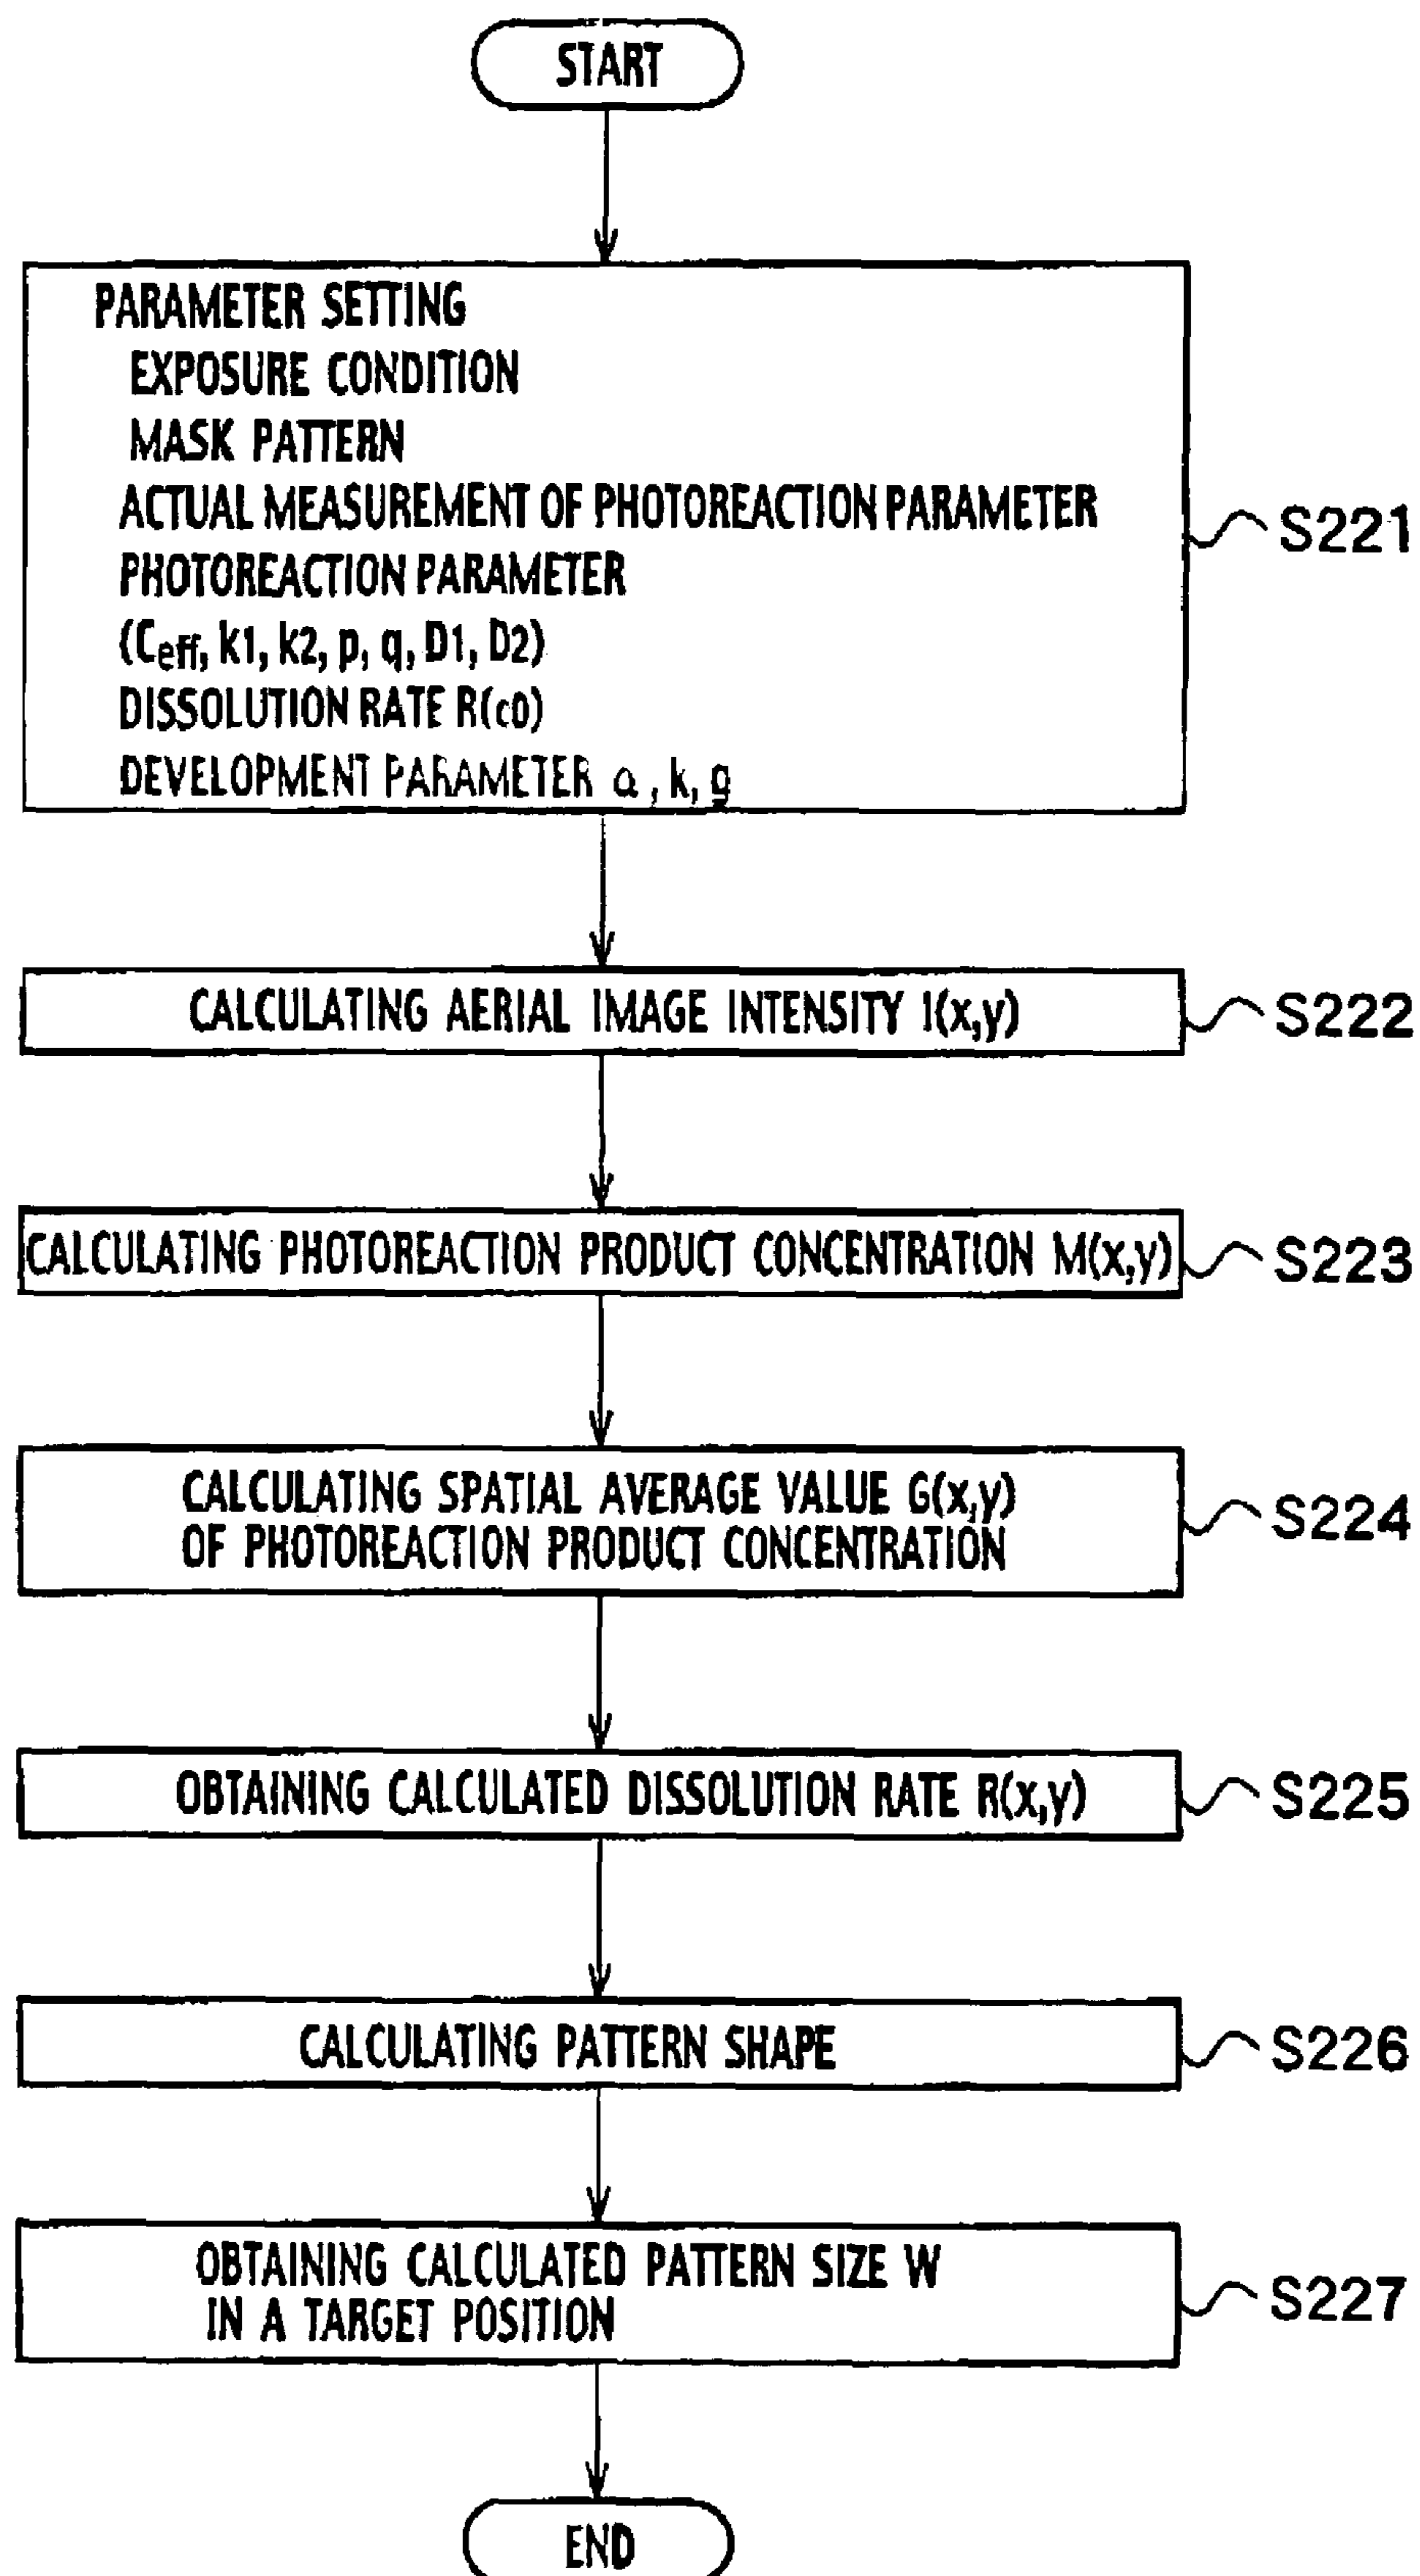 START
PARAMETER SETTING
EXPOSURE CONDITION
MASK PATTERN
ACTUAL MEASUREMENT OF PHOTOREACTION PARAMETER
PHOTOREACTION PARAMETER
(Ceff, k1, k2, p, q, D1, D2)
DISSOLUTION RATE R(c0)
DEVELOPMENT PARAMETER α, k, g
S221
CALCULATING AERIAL IMAGE INTENSITY I(x,y)
S222
CALCULATING PHOTOREACTION PRODUCT CONCENTRATION M(x,y)
S223
CALCULATING SPATIAL AVERAGE VALUE G(x,y)
OF PHOTOREACTION PRODUCT CONCENTRATION
S224
OBTAINING CALCULATED DISSOLUTION RATE R(x,y)
S225
CALCULATING PATTERN SHAPE
S226
OBTAINING CALCULATED PATTERN SIZE W
IN A TARGET POSITION
S227
END